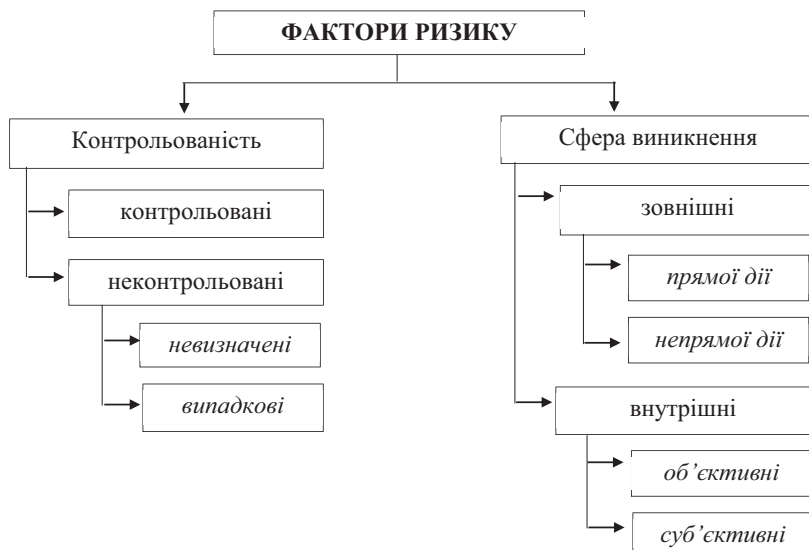 ФАКТОРИ РИЗИКУ
Контрольованість
контрольовані
неконтрольовані
невизначені
випадкові
Сфера виникнення
зовнішні
прямої дії
непрямої дії
внутрішні
об’єктивні
суб’єктивні